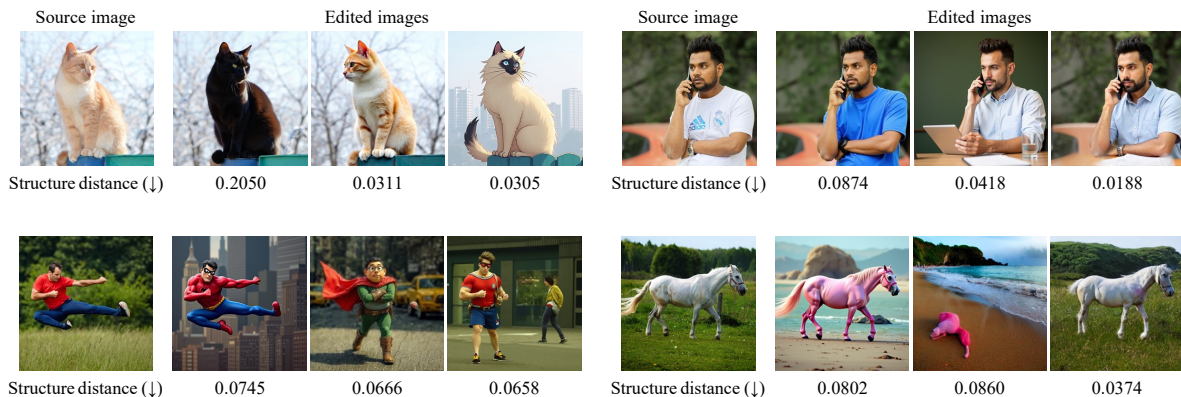 Source image Edited images Source image Edited images
adidas
Structure distance (↓) 0.2050 0.0311 0.0305 Structure distance (↓) 0.0874 0.0418 0.0188
Structure distance (↓) 0.0745 0.0666 0.0658 Structure distance (↓) 0.0802 0.0860 0.0374